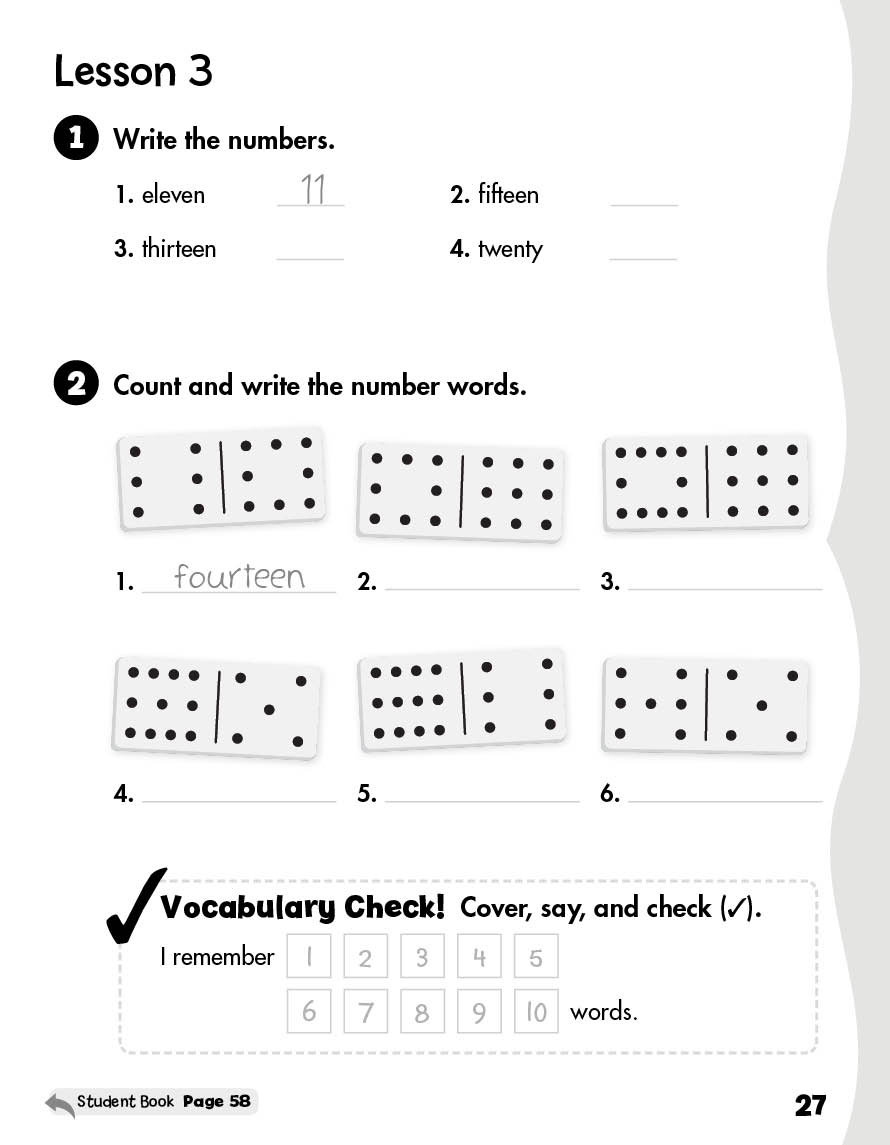 Lesson 3
1 Write the numbers.
1. eleven 11 2. fifteen
3. thirteen 4. twenty
2 Count and write the number words.
1. fourteen 2. 3.
4. 5. 6.
Vocabulary Check! Cover, say, and check (✓).
I remember 1 2 3 4 5
6 7 8 9 10 words.
Student Book Page 58
27